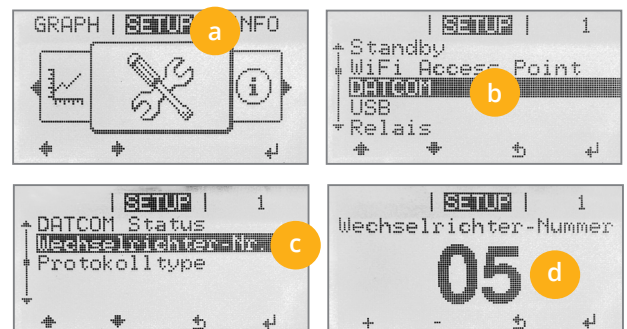 GRAPH | SETUP | INFO
a
| SETUP | 1
Standby
WiFi Access Point
DATCOM
b
USB
Relais
| SETUP | 1
DATCOM Status
Wechselrichter-Nr.
c
Protokolltype
| SETUP | 1
Wechselrichter-Nummer
05
d
+ -